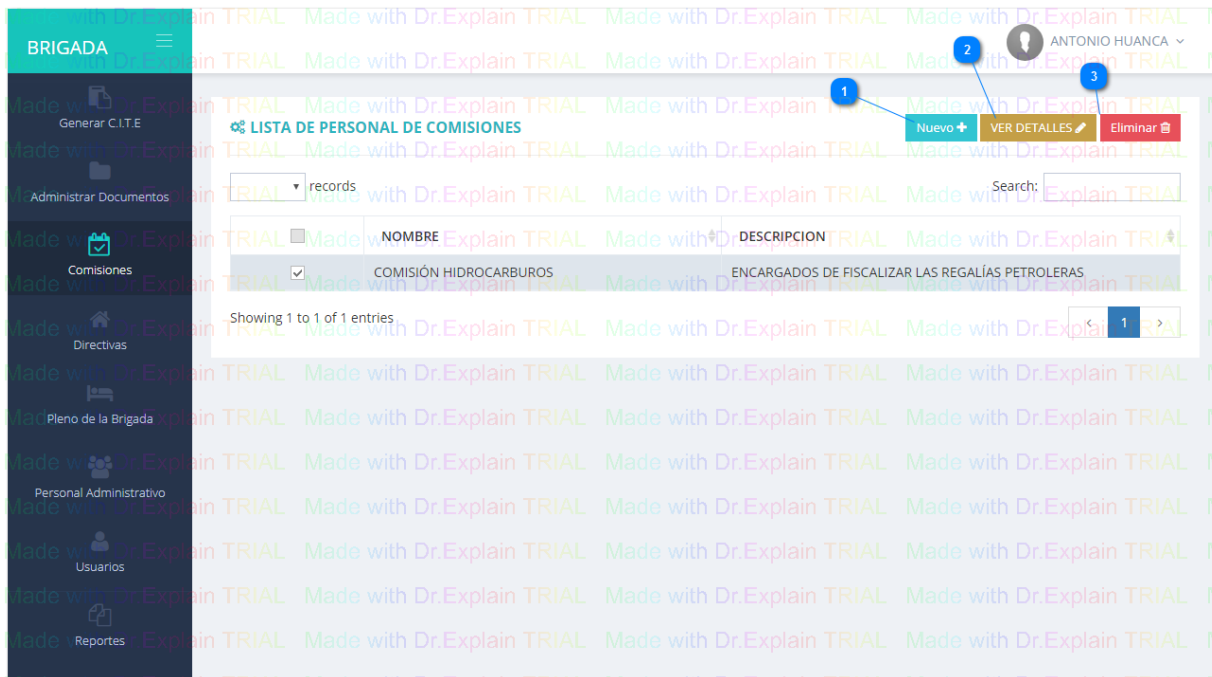 BRIGADA
ANTONIO HUANCA
2
3
1
Generar C.I.T.E
Administrar Documentos
Comisiones
Directivas
Pleno de la Brigada
Personal Administrativo
Usuarios
Reportes
LISTA DE PERSONAL DE COMISIONES
Nuevo
VER DETALLES
Eliminar
records
Search:
NOMBRE DESCRIPCION
COMISIÓN HIDROCARBUROS ENCARGADOS DE FISCALIZAR LAS REGALÍAS PETROLERAS
Showing 1 to 1 of 1 entries
< 1 >
Made with Dr.Explain TRIAL